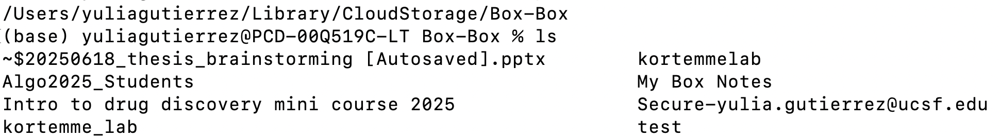 /Users/yuliagutierrez/Library/CloudStorage/Box-Box
(base) yuliagutierrez@PCD-00Q519C-LT Box-Box % ls
~$20250618_thesis_brainstorming [Autosaved].pptx kortemmelab
Algo2025_Students My Box Notes
Intro to drug discovery mini course 2025 Secure-yulia.gutierrez@ucsf.edu
kortemme_lab test